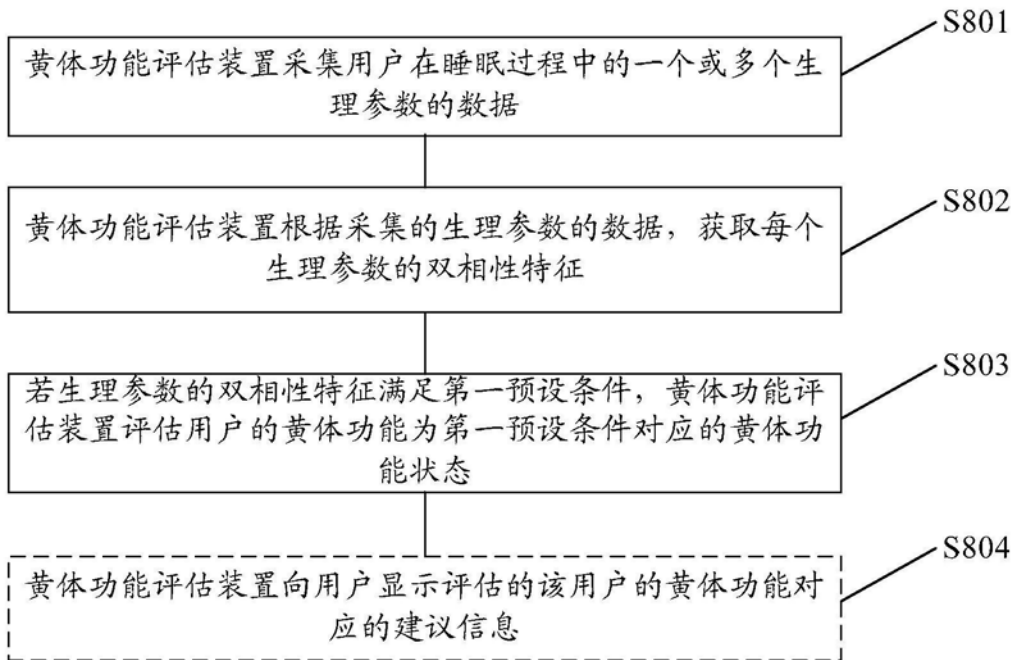 S801
黄体功能评估装置采集用户在睡眠过程中的一个或多个生
理参数的数据
S802
黄体功能评估装置根据采集的生理参数的数据，获取每个
生理参数的双相性特征
S803
若生理参数的双相性特征满足第一预设条件，黄体功能评
估装置评估用户的黄体功能为第一预设条件对应的黄体功
能状态
S804
黄体功能评估装置向用户显示评估的该用户的黄体功能对
应的建议信息